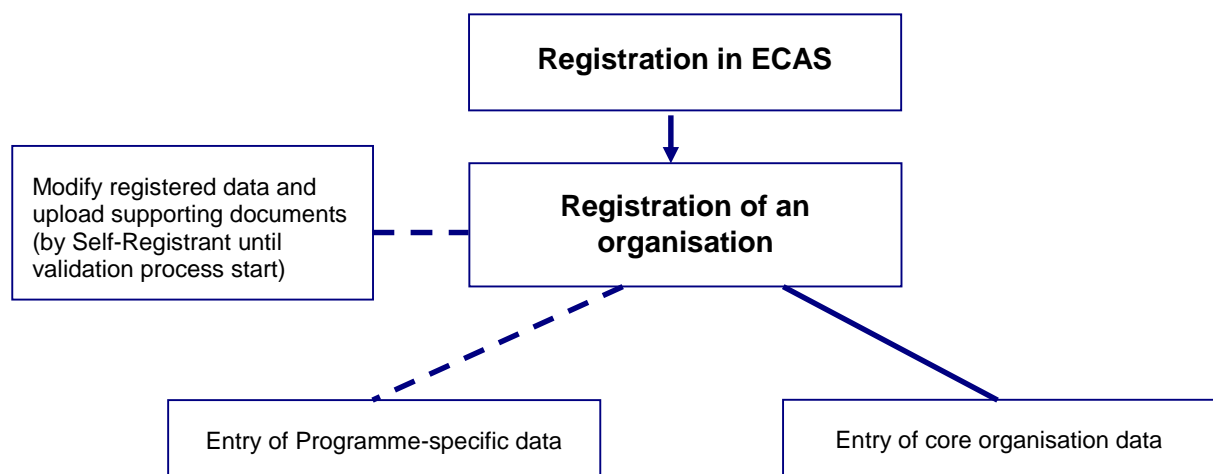 Registration in ECAS
Modify registered data and
upload supporting documents
(by Self-Registrant until
validation process start)
Registration of an
organisation
Entry of Programme-specific data
Entry of core organisation data